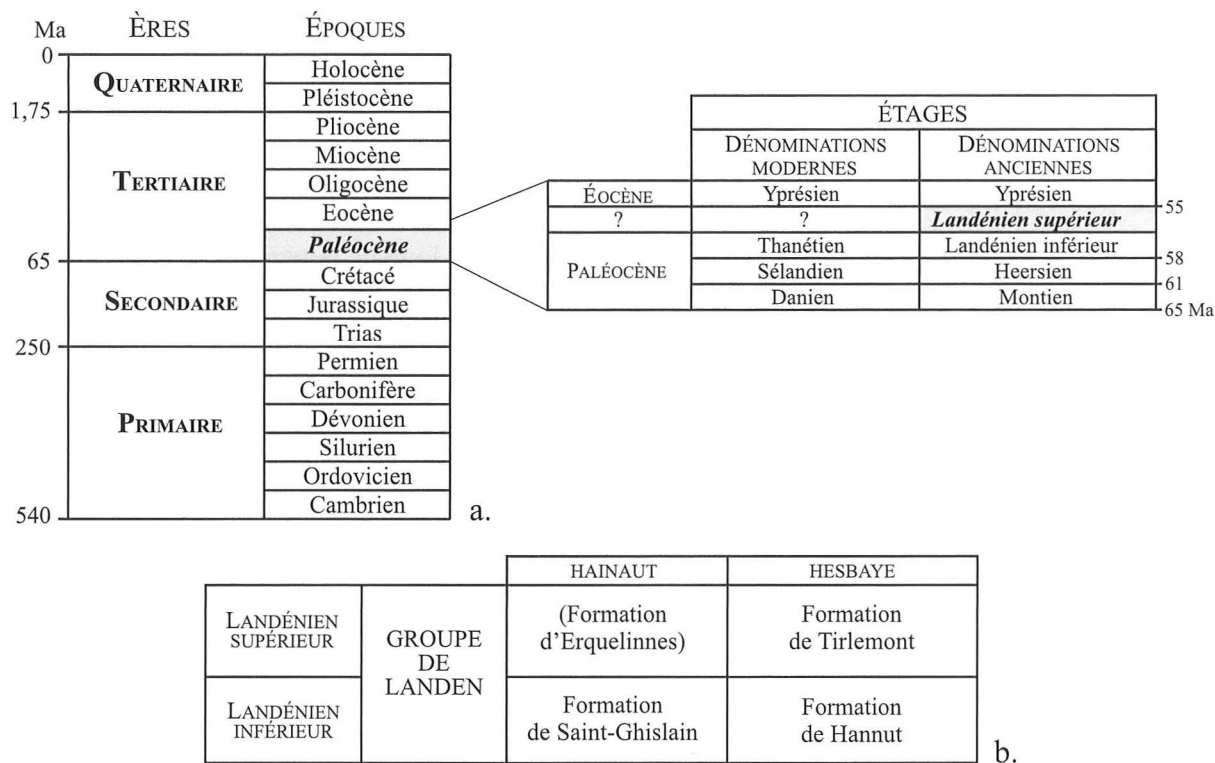 Ma ÈRES ÉPOQUES
0
QUATERNAIRE
Holocène
Pléistocène
1,75
TERTIAIRE
Pliocène
Miocène
Oligocène
Eocène
Paléocène
65
SECONDAIRE
Crétacé
Jurassique
Trias
250
PRIMAIRE
Permien
Carbonifère
Dévonien
Silurien
Ordovicien
Cambrien
540
a.
ÉTAGES
DÉNOMINATIONS
MODERNES
DÉNOMINATIONS
ANCIENNES
ÉOCÈNE Yprésien Yprésien
55
? ? Landénien supérieur
PALÉOCÈNE
Thanétien Landénien inférieur
58
Sélandien Heersien
61
Danien Montien
65 Ma
HAINAUT HESBAYE
LANDÉNIEN
SUPÉRIEUR
GROUPE
DE
LANDEN
(Formation
d'Erquelinnes)
Formation
de Tirlemont
LANDÉNIEN
INFÉRIEUR
Formation
de Saint-Ghislain
Formation
de Hannut
b.